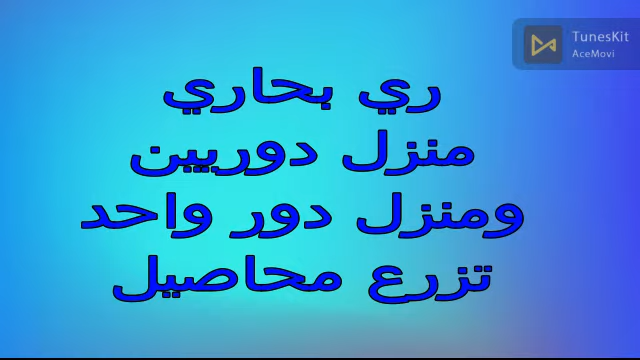 TunesKit
AceMovi
ري بحاري
منزل دوريين
ومنزل دور واحد
تزرع محاصيل